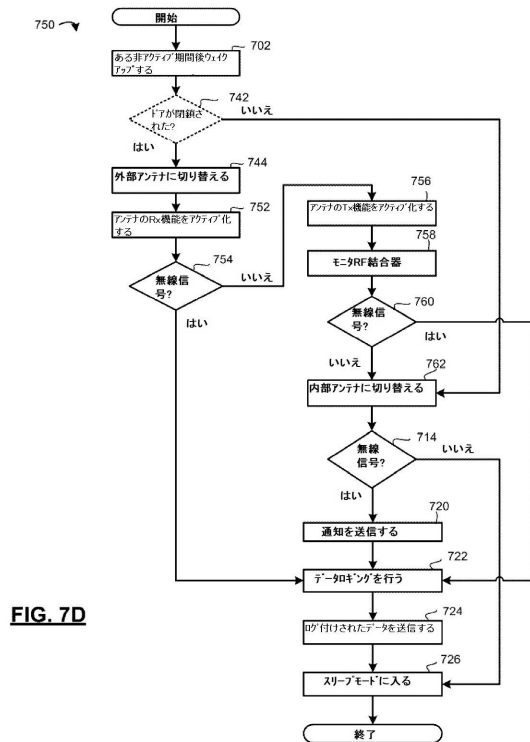 750
開始
702
ある非アクティブ期間後ウェイク
アップする
742
ドアが閉鎖さ
れた?
いいえ
はい
744
外部アンテナに切り替える
752
アンテナのRx機能をアクティブ化
する
754
無線信
号?
いいえ
はい
756
アンテナのTx機能をアクティブ化する
758
モニタRF結合器
760
無線信
号?
はい
いいえ
762
内部アンテナに切り替える
714
無線
信号?
いいえ
はい
720
通知を送信する
722
データロギングを行う
724
ログ付けされたデータを送信する
726
スリープモードに入る
終了
FIG. 7D